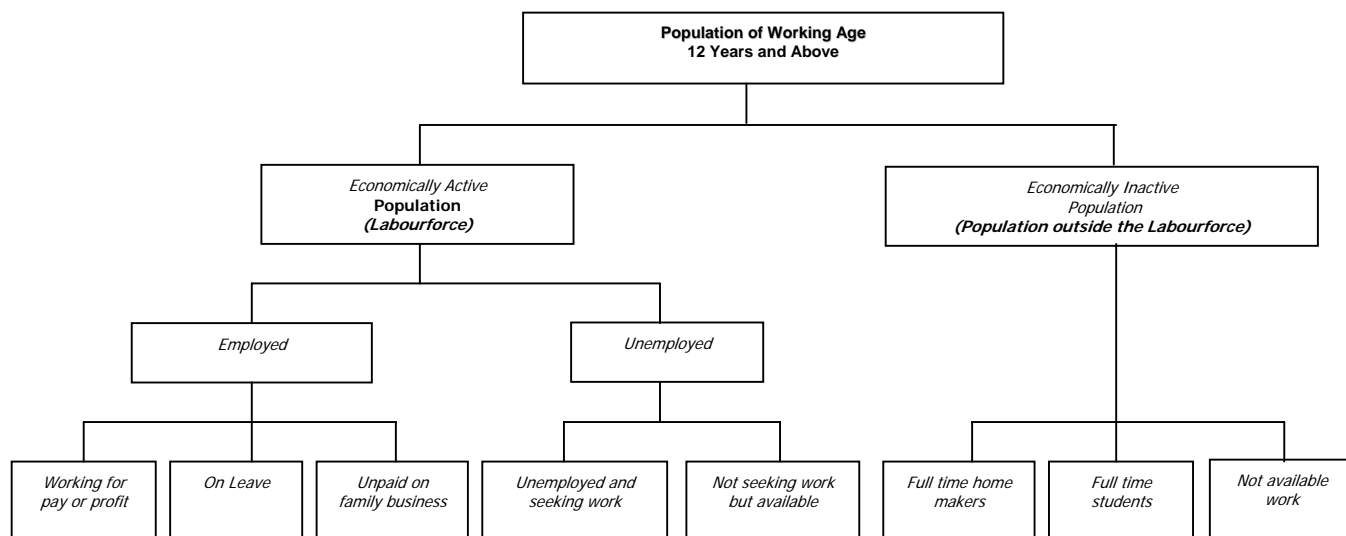 Population of Working Age
12 Years and Above
Economically Active
Population
(Labourforce)
Economically Inactive
Population
(Population outside the Labourforce)
Employed
Unemployed
Working for
pay or profit
On Leave
Unpaid on
family business
Unemployed and
seeking work
Not seeking work
but available
Full time home
makers
Full time
students
Not available
work